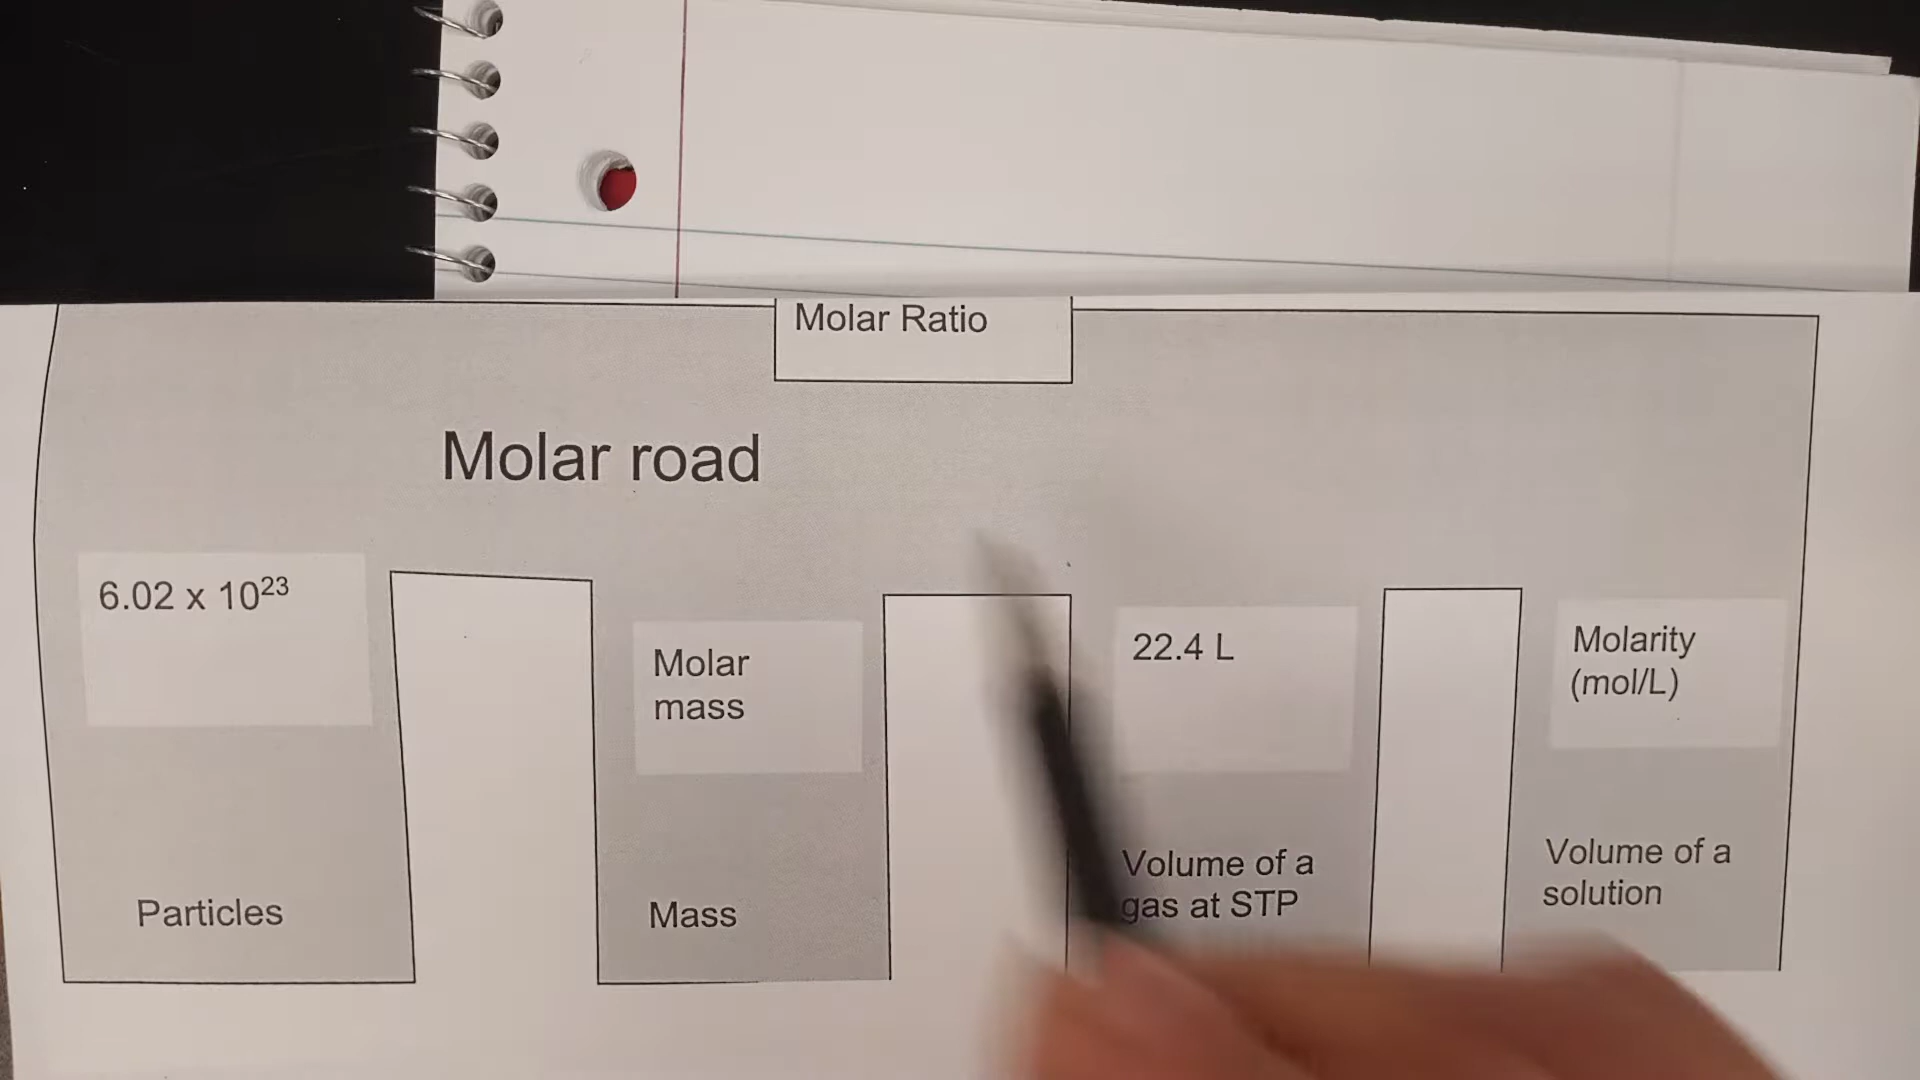 Molar Ratio
Molar road
6.02 x 10²³
Molar
mass
22.4 L
Molarity
(mol/L)
Particles
Mass
Volume of a
gas at STP
Volume of a
solution